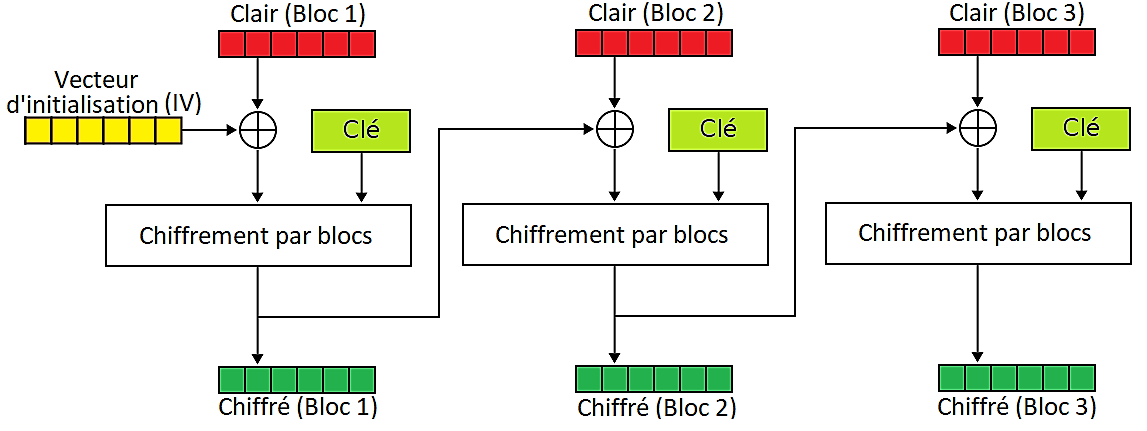 Clair (Bloc 1)
Clair (Bloc 2)
Clair (Bloc 3)
Vecteur
d'initialisation (IV)
Clé
Clé
Clé
Chiffrement par blocs
Chiffrement par blocs
Chiffrement par blocs
Chiffré (Bloc 1)
Chiffré (Bloc 2)
Chiffré (Bloc 3)